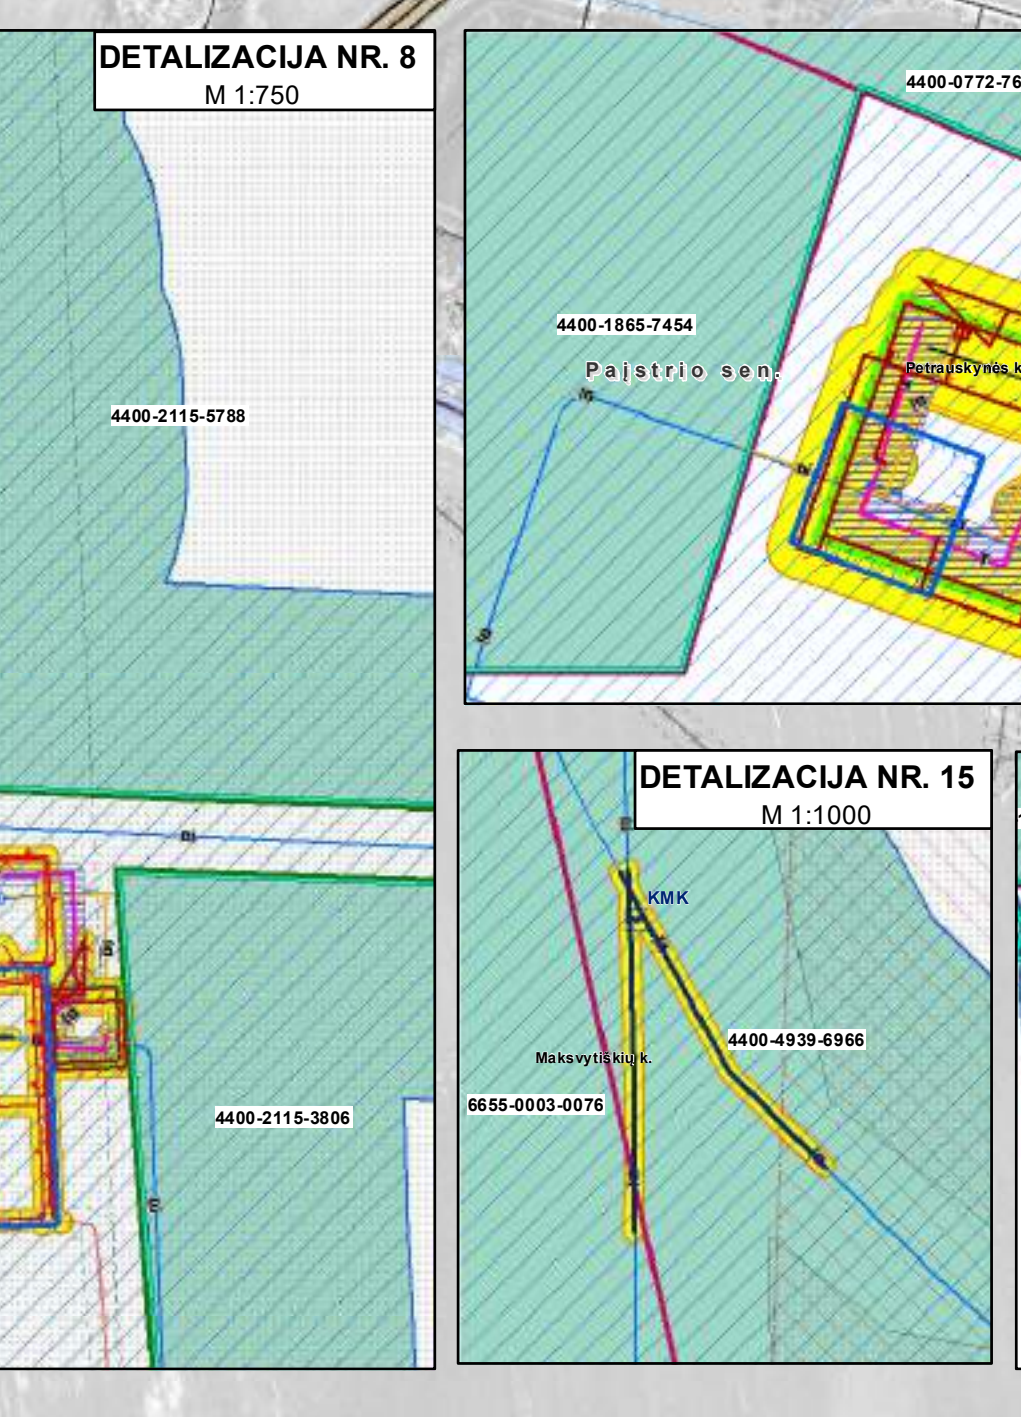 DETALIZACIJA NR. 8
M 1:750
4400-2115-5788
4400-2115-3806
4400-0772-76
4400-1865-7454
Paįstrio sen.
Petrauskynės k
DETALIZACIJA NR. 15
M 1:1000
KMK
4400-4939-6966
Maksvytiškių k.
6655-0003-0076